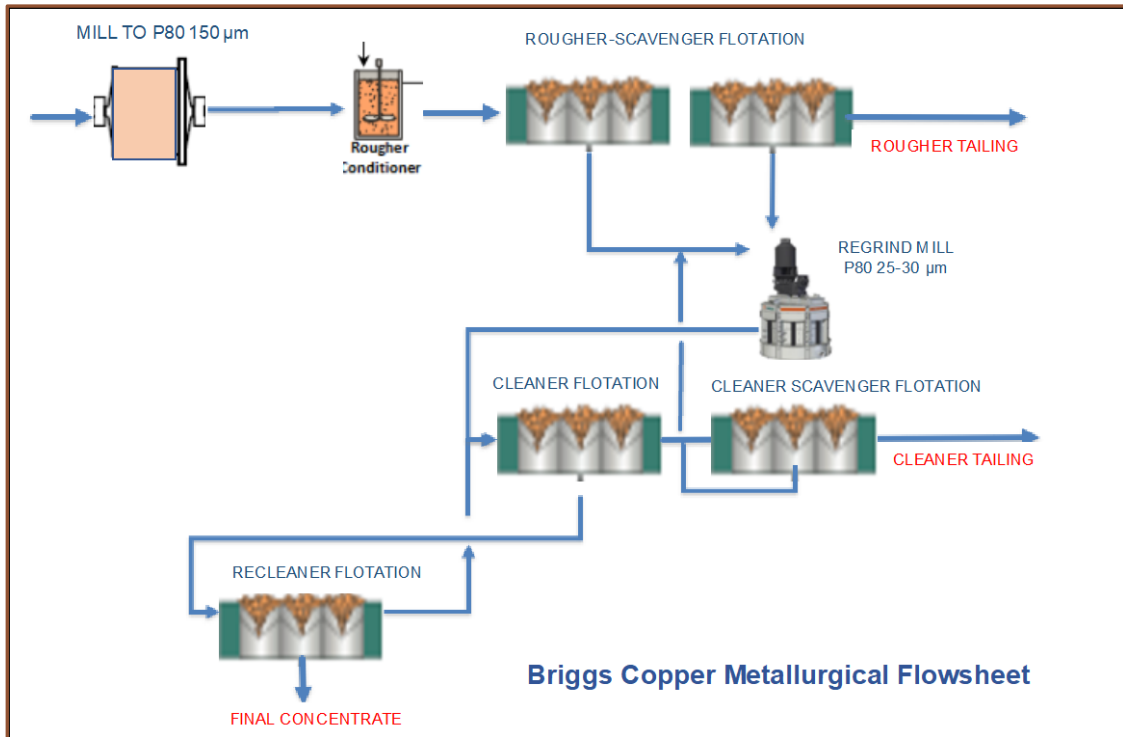 MILL TO P80 150 µm
ROUGHER-SCAVENGER FLOTATION
Rougher
Conditioner
ROUGHER TAILING
REGRIND MILL
P80 25-30 µm
CLEANER FLOTATION
CLEANER SCAVENGER FLOTATION
CLEANER TAILING
RECLEANER FLOTATION
Briggs Copper Metallurgical Flowsheet
FINAL CONCENTRATE